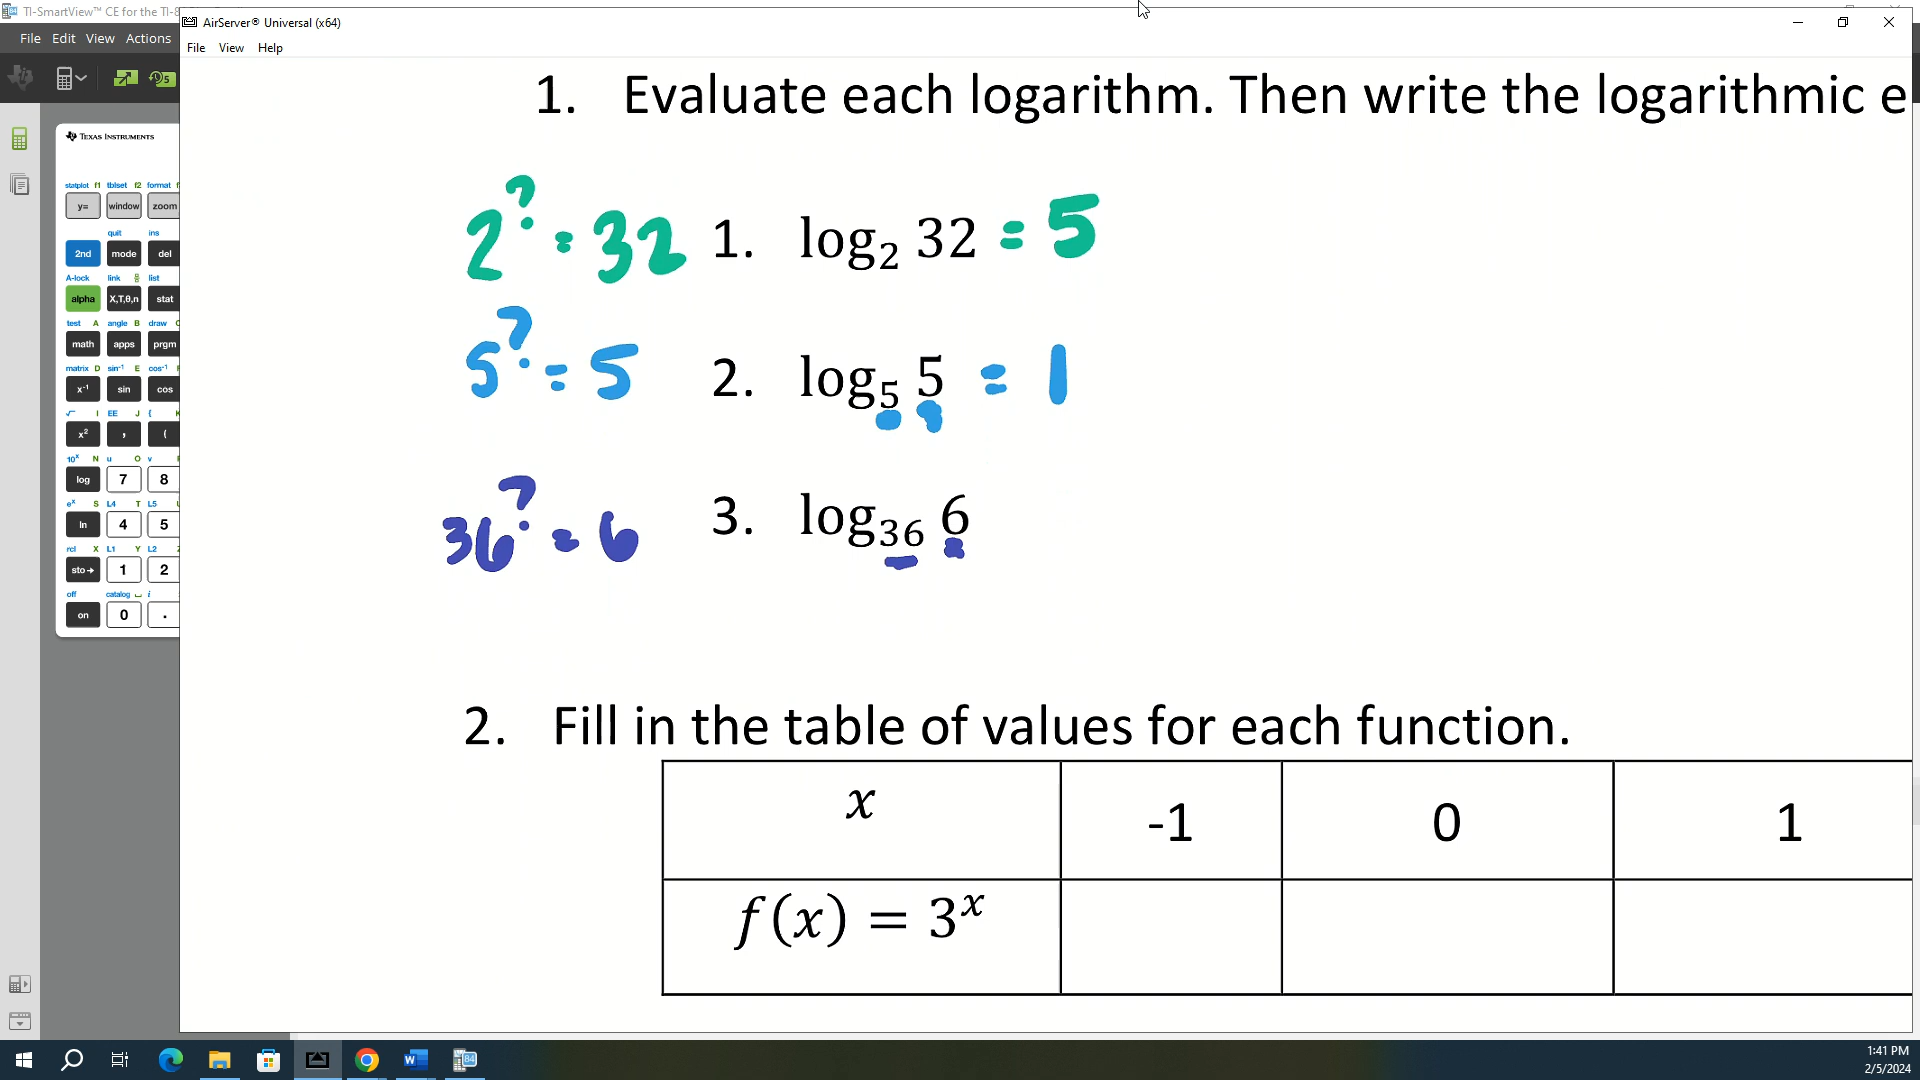 TI-SmartView™ CE for the TI-8
AirServer® Universal (x64)
File Edit View Actions
File View Help
1. Evaluate each logarithm. Then write the logarithmic e
TEXAS INSTRUMENTS
statplot f1 tblset f2 format f
y= window zoom
2^? = 32 1. log₂ 32 = 5
quit ins
2nd mode del
A-lock link list
alpha X,T,θ,n stat
test A angle B draw C
math apps prgm
5^? = 5 2. log₅ 5 = 1
matrix D sin⁻¹ E cos⁻¹ F
x⁻¹ sin cos
√ I EE J { K
x² , (
10ˣ N u O v P
log 7 8
eˣ S L4 T L5 U
ln 4 5
36^? = 6 3. log₃₆ 6
rcl X L1 Y L2 Z
sto→ 1 2
off catalog i
on 0 .
2. Fill in the table of values for each function.
x -1 0 1
f(x) = 3ˣ
1:41 PM
2/5/2024